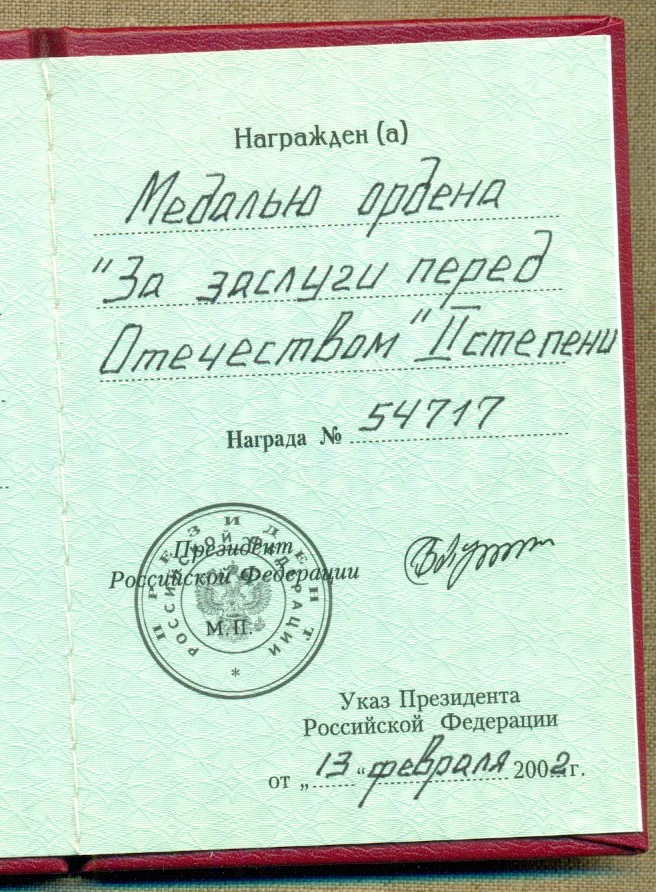 Награжден (а)
Медалью ордена
"За заслуги перед
Отечеством" II степени
Награда № 54717
Президент
Российской Федерации
М.П.
ПРЕЗИДЕНТ
РОССИЙСКОЙ ФЕДЕРАЦИИ
*
Указ Президента
Российской Федерации
от „13“ февраля 2002 г.